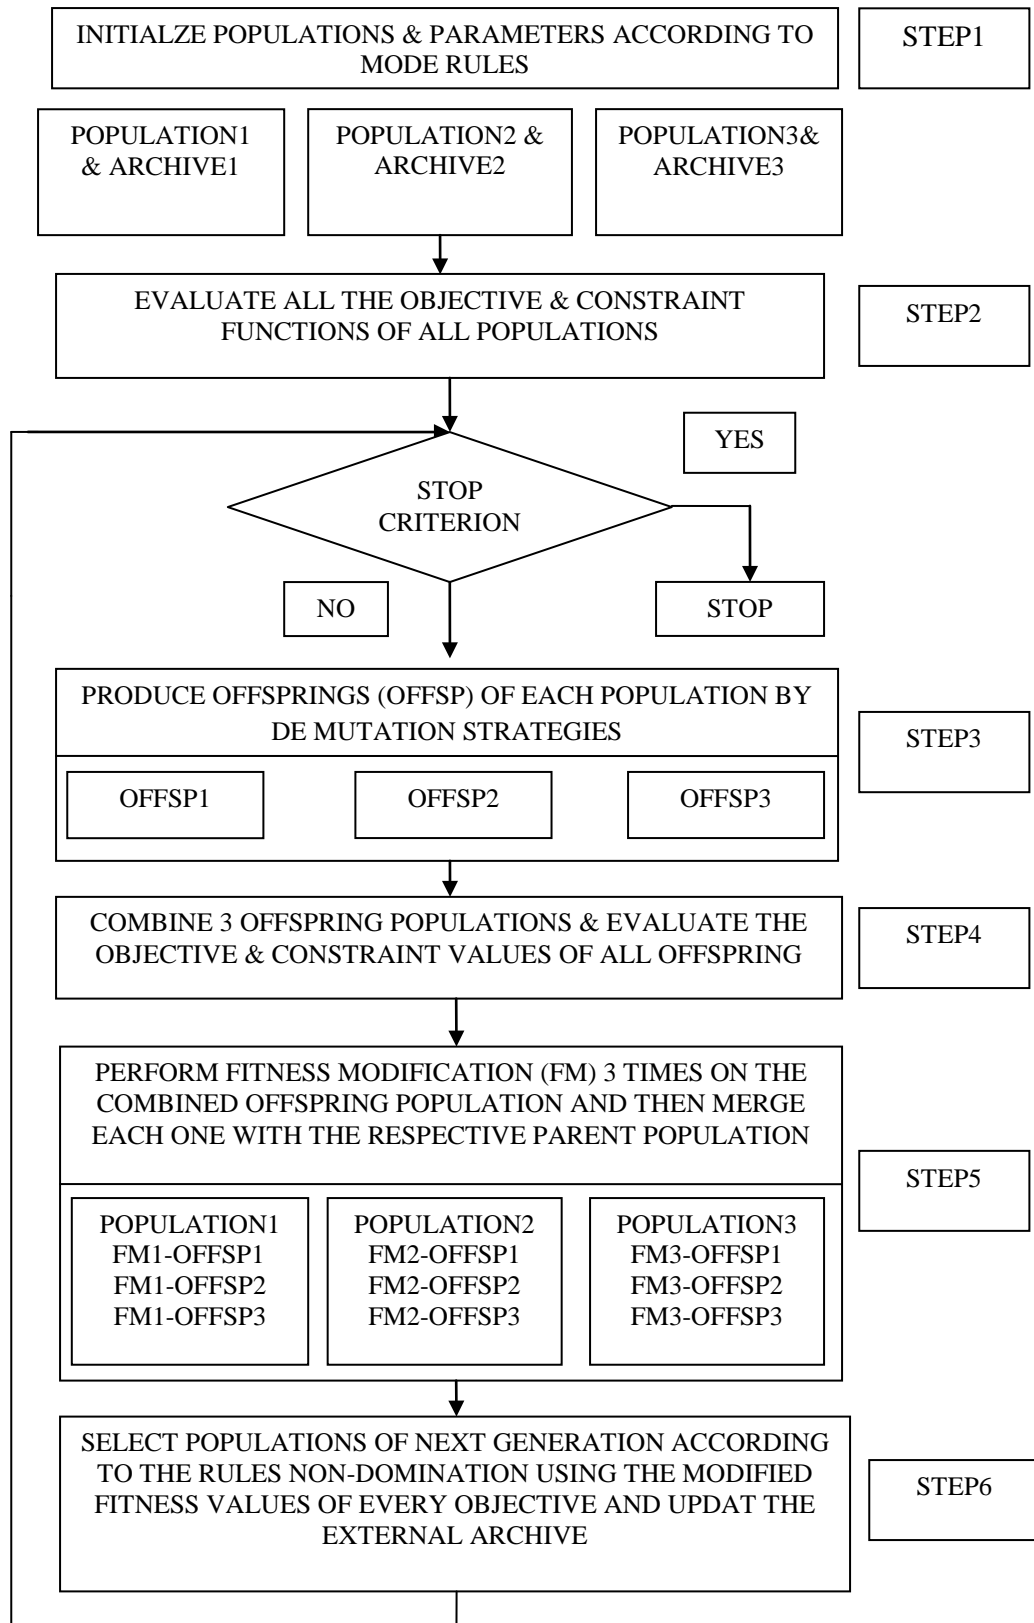 INITIALZE POPULATIONS & PARAMETERS ACCORDING TO
MODE RULES
STEP1
POPULATION1
& ARCHIVE1
POPULATION2 &
ARCHIVE2
POPULATION3&
ARCHIVE3
EVALUATE ALL THE OBJECTIVE & CONSTRAINT
FUNCTIONS OF ALL POPULATIONS
STEP2
YES
STOP
CRITERION
NO
STOP
PRODUCE OFFSPRINGS (OFFSP) OF EACH POPULATION BY
DE MUTATION STRATEGIES
STEP3
OFFSP1
OFFSP2
OFFSP3
COMBINE 3 OFFSPRING POPULATIONS & EVALUATE THE
OBJECTIVE & CONSTRAINT VALUES OF ALL OFFSPRING
STEP4
PERFORM FITNESS MODIFICATION (FM) 3 TIMES ON THE
COMBINED OFFSPRING POPULATION AND THEN MERGE
EACH ONE WITH THE RESPECTIVE PARENT POPULATION
STEP5
POPULATION1
FM1-OFFSP1
FM1-OFFSP2
FM1-OFFSP3
POPULATION2
FM2-OFFSP1
FM2-OFFSP2
FM2-OFFSP3
POPULATION3
FM3-OFFSP1
FM3-OFFSP2
FM3-OFFSP3
SELECT POPULATIONS OF NEXT GENERATION ACCORDING
TO THE RULES NON-DOMINATION USING THE MODIFIED
FITNESS VALUES OF EVERY OBJECTIVE AND UPDAT THE
EXTERNAL ARCHIVE
STEP6